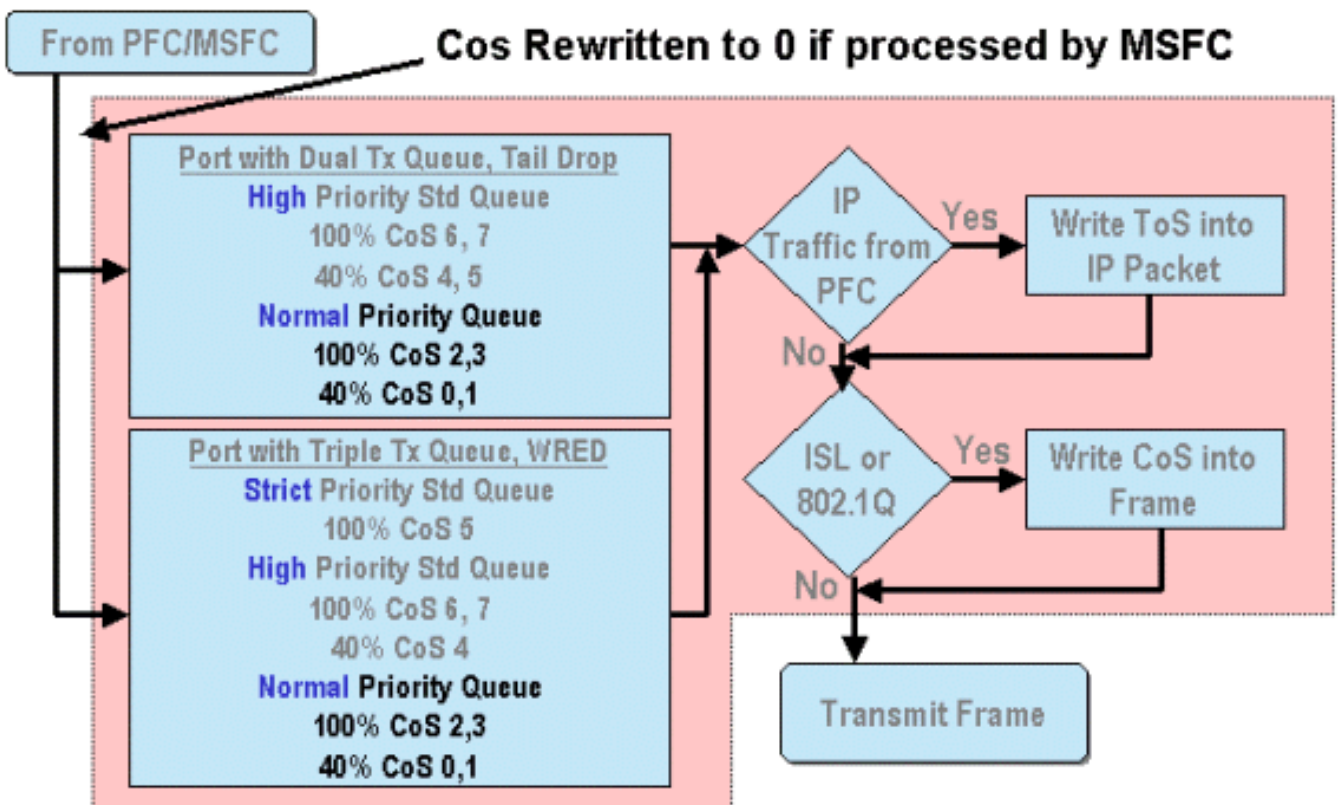 From PFC/MSFC
Cos Rewritten to 0 if processed by MSFC
Port with Dual Tx Queue, Tail Drop
High Priority Std Queue
100% CoS 6, 7
40% CoS 4, 5
Normal Priority Queue
100% CoS 2,3
40% CoS 0,1
Port with Triple Tx Queue, WRED
Strict Priority Std Queue
100% CoS 5
High Priority Std Queue
100% CoS 6, 7
40% CoS 4
Normal Priority Queue
100% CoS 2,3
40% CoS 0,1
IP
Traffic from
PFC
Yes
Write ToS into
IP Packet
No
ISL or
802.1Q
Yes
Write CoS into
Frame
No
Transmit Frame